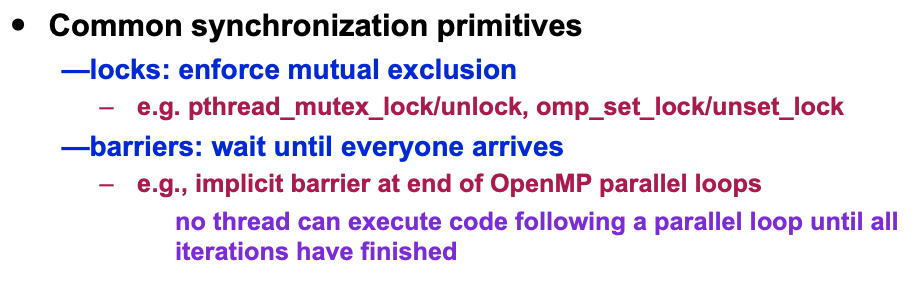 • Common synchronization primitives
—locks: enforce mutual exclusion
– e.g. pthread_mutex_lock/unlock, omp_set_lock/unset_lock
—barriers: wait until everyone arrives
– e.g., implicit barrier at end of OpenMP parallel loops
no thread can execute code following a parallel loop until all
iterations have finished